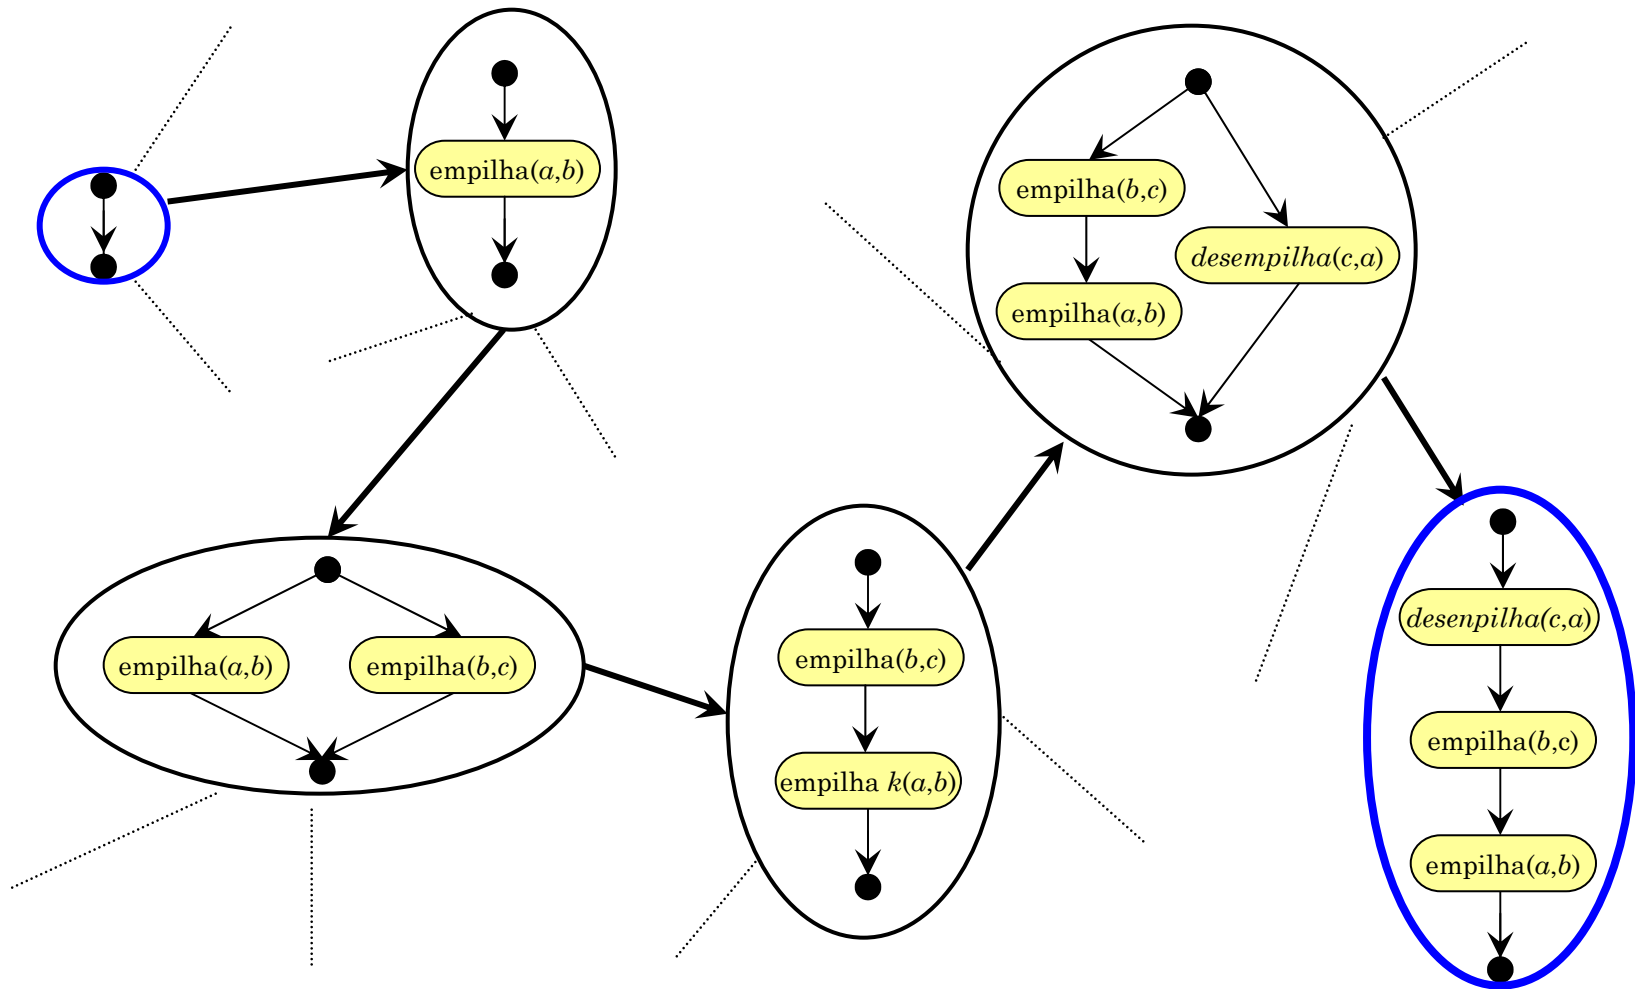 empilha(a,b)
empilha(a,b)
empilha(b,c)
empilha(b,c)
empilha k(a,b)
empilha(b,c)
desempilha(c,a)
empilha(a,b)
desenpilha(c,a)
empilha(b,c)
empilha(a,b)